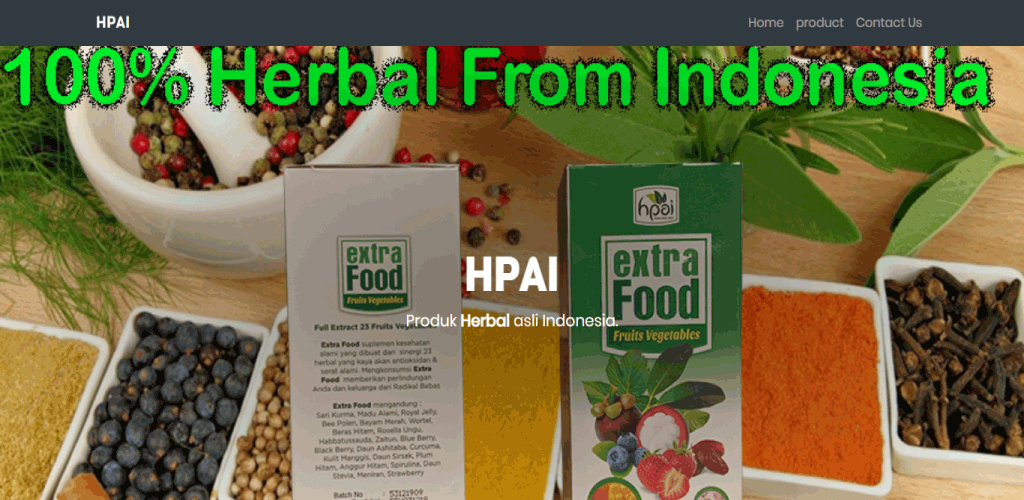 HPAI
Home product Contact Us
100% Herbal From Indonesia
extra
Food
Fruits Vegetables
Full Extract 23 Fruits
Extra Food suplemen kesehatan
alami yang dibuat dari sinergi 23
herbal yang kaya akan antioksidan &
serat alami. Mengkonsumsi Extra
Food memberikan perlindungan
Anda dan keluarga dari Radikal Bebas
Extra Food mengandung :
Sari Kurma, Madu Alami, Royal Jelly,
Bee Polen, Bayam Merah, Wortel,
Beras Hitam, Rosella Ungu,
Habbatussauda, Zaitun, Blue Berry,
Black Berry, Daun Ashitaba, Curcuma,
Kulit Manggis, Daun Sirsak, Plum
Hitam, Anggur Hitam, Spirulina, Daun
Stevia, Meniran, Strawberry
Batch No : 53121909
HPAI
Produk Herbal asli Indonesia.
hpai
extra
Food
Fruits Vegetables